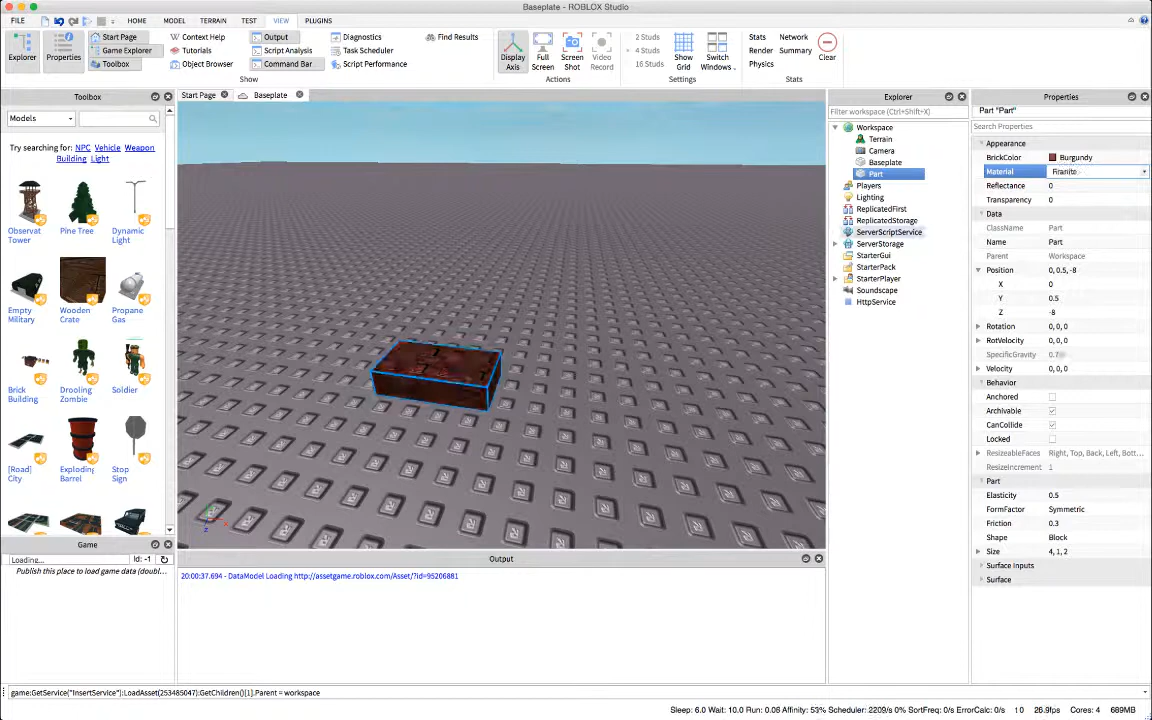 Baseplate - ROBLOX Studio
FILE HOME MODEL TERRAIN TEST VIEW PLUGINS
Explorer
Properties
Start Page
Game Explorer
Toolbox
Context Help
Tutorials
Object Browser
Output
Script Analysis
Command Bar
Diagnostics
Task Scheduler
Script Performance
Find Results
Show
Display Axis
Full Screen
Screen Shot
Video Record
Actions
2 Studs
4 Studs
16 Studs
Show Grid
Switch Windows
Settings
Stats
Render
Physics
Network
Summary
Clear
Stats
Toolbox
Models
Try searching for: NPC Vehicle Weapon
Building Light
Observat Tower
Pine Tree
Dynamic Light
Empty Military
Wooden Crate
Propane Gas
Brick Building
Drooling Zombie
Soldier
[Road] City
Exploding Barrel
Stop Sign
Game
Loading... Id: -1
Publish this place to load game data (doubl...
Start Page
Baseplate
Output
20:00:37.694 - DataModel Loading http://assetgame.roblox.com/Asset/?id=95206881
Explorer
Filter workspace (Ctrl+Shift+X)
Workspace
Terrain
Camera
Baseplate
Part
Players
Lighting
ReplicatedFirst
ReplicatedStorage
ServerScriptService
ServerStorage
StarterGui
StarterPack
StarterPlayer
Soundscape
HttpService
Properties
Part "Part"
Search Properties
Appearance
BrickColor Burgundy
Material
Reflectance 0
Transparency 0
Data
ClassName Part
Name Part
Parent Workspace
Position 0, 0.5, -8
X 0
Y 0.5
Z -8
Rotation 0, 0, 0
RotVelocity 0, 0, 0
SpecificGravity
Velocity 0, 0, 0
Behavior
Anchored
Archivable
CanCollide
Locked
ResizeableFaces Right, Top, Back, Left, Bott...
ResizeIncrement 1
Part
Elasticity 0.5
FormFactor Symmetric
Friction 0.3
Shape Block
Size 4, 1, 2
Surface Inputs
Surface
game:GetService("InsertService"):LoadAsset(253485047):GetChildren()[1].Parent = workspace
Sleep: 6.0 Wait: 10.0 Run: 0.06 Affinity: 53% Scheduler: 2209/s 0% SortFreq: 0/s ErrorCalc: 0/s t 0 26.9fps Cores: 4 689MB